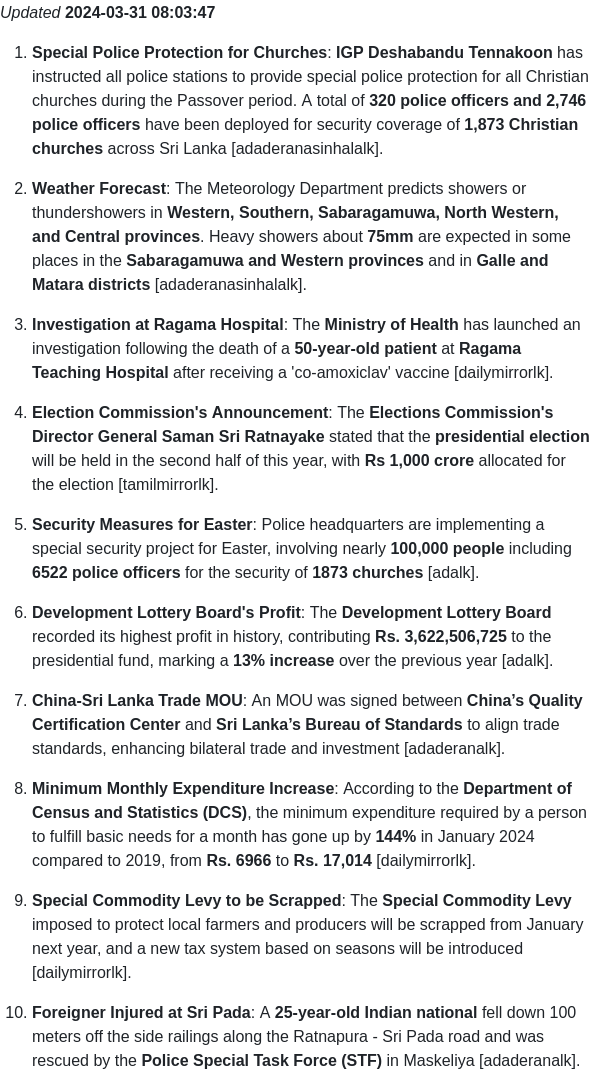 Updated 2024-03-31 08:03:47
1. Special Police Protection for Churches: IGP Deshabandu Tennakoon has
instructed all police stations to provide special police protection for all Christian
churches during the Passover period. A total of 320 police officers and 2,746
police officers have been deployed for security coverage of 1,873 Christian
churches across Sri Lanka [adaderanasinhalalk].
2. Weather Forecast: The Meteorology Department predicts showers or
thundershowers in Western, Southern, Sabaragamuwa, North Western,
and Central provinces. Heavy showers about 75mm are expected in some
places in the Sabaragamuwa and Western provinces and in Galle and
Matara districts [adaderanasinhalalk].
3. Investigation at Ragama Hospital: The Ministry of Health has launched an
investigation following the death of a 50-year-old patient at Ragama
Teaching Hospital after receiving a 'co-amoxiclav' vaccine [dailymirrorlk].
4. Election Commission's Announcement: The Elections Commission's
Director General Saman Sri Ratnayake stated that the presidential election
will be held in the second half of this year, with Rs 1,000 crore allocated for
the election [tamilmirrorlk].
5. Security Measures for Easter: Police headquarters are implementing a
special security project for Easter, involving nearly 100,000 people including
6522 police officers for the security of 1873 churches [adalk].
6. Development Lottery Board's Profit: The Development Lottery Board
recorded its highest profit in history, contributing Rs. 3,622,506,725 to the
presidential fund, marking a 13% increase over the previous year [adalk].
7. China-Sri Lanka Trade MOU: An MOU was signed between China’s Quality
Certification Center and Sri Lanka’s Bureau of Standards to align trade
standards, enhancing bilateral trade and investment [adaderanalk].
8. Minimum Monthly Expenditure Increase: According to the Department of
Census and Statistics (DCS), the minimum expenditure required by a person
to fulfill basic needs for a month has gone up by 144% in January 2024
compared to 2019, from Rs. 6966 to Rs. 17,014 [dailymirrorlk].
9. Special Commodity Levy to be Scrapped: The Special Commodity Levy
imposed to protect local farmers and producers will be scrapped from January
next year, and a new tax system based on seasons will be introduced
[dailymirrorlk].
10. Foreigner Injured at Sri Pada: A 25-year-old Indian national fell down 100
meters off the side railings along the Ratnapura - Sri Pada road and was
rescued by the Police Special Task Force (STF) in Maskeliya [adaderanalk].